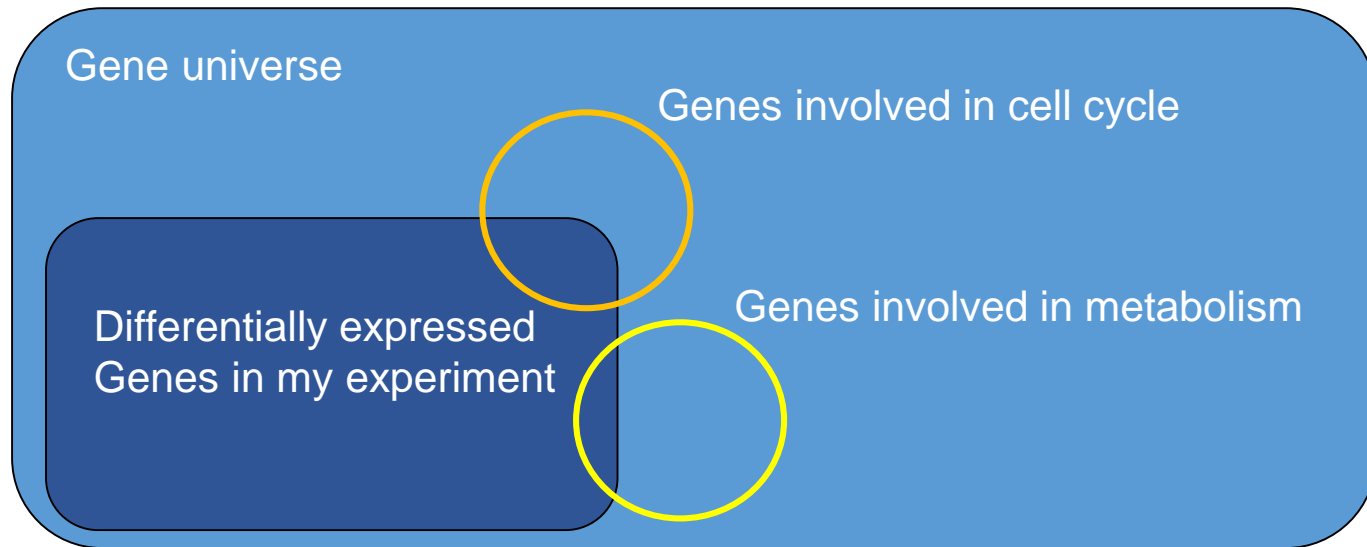 Gene universe
Genes involved in cell cycle
Genes involved in metabolism
Differentially expressed
Genes in my experiment